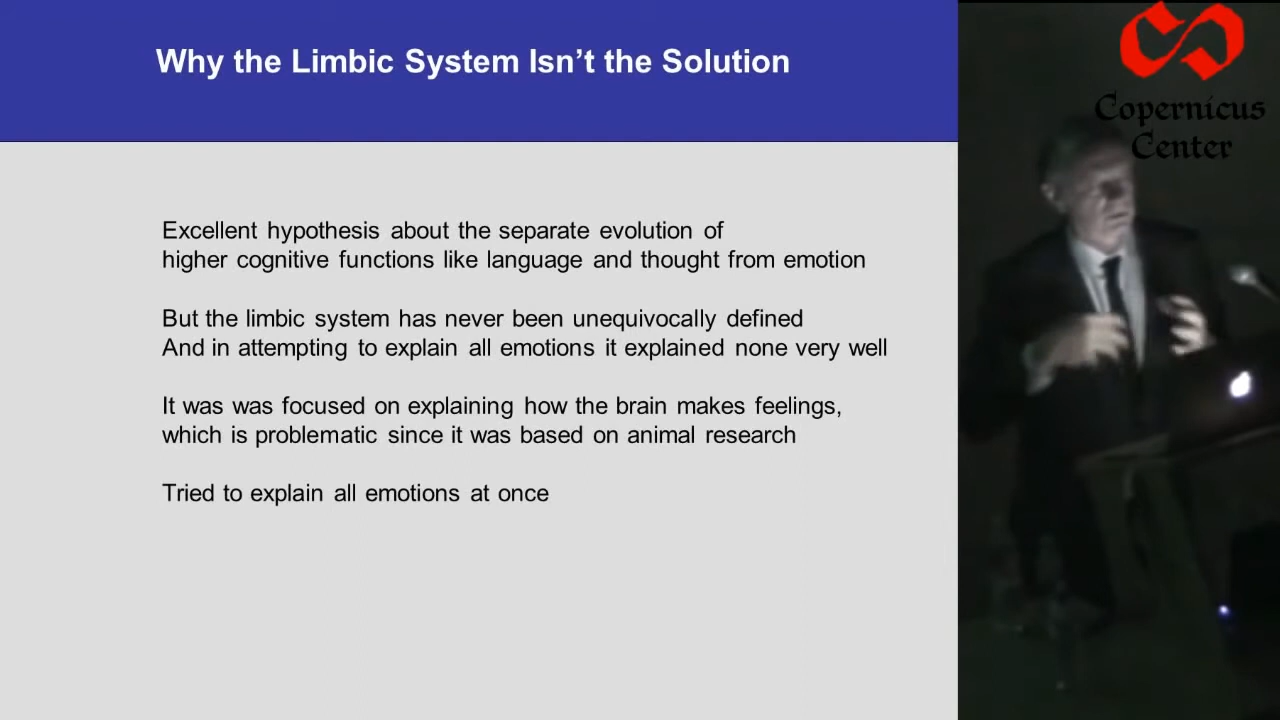 Why the Limbic System Isn’t the Solution
Excellent hypothesis about the separate evolution of
higher cognitive functions like language and thought from emotion
But the limbic system has never been unequivocally defined
And in attempting to explain all emotions it explained none very well
It was was focused on explaining how the brain makes feelings,
which is problematic since it was based on animal research
Tried to explain all emotions at once
Copernicus
Center